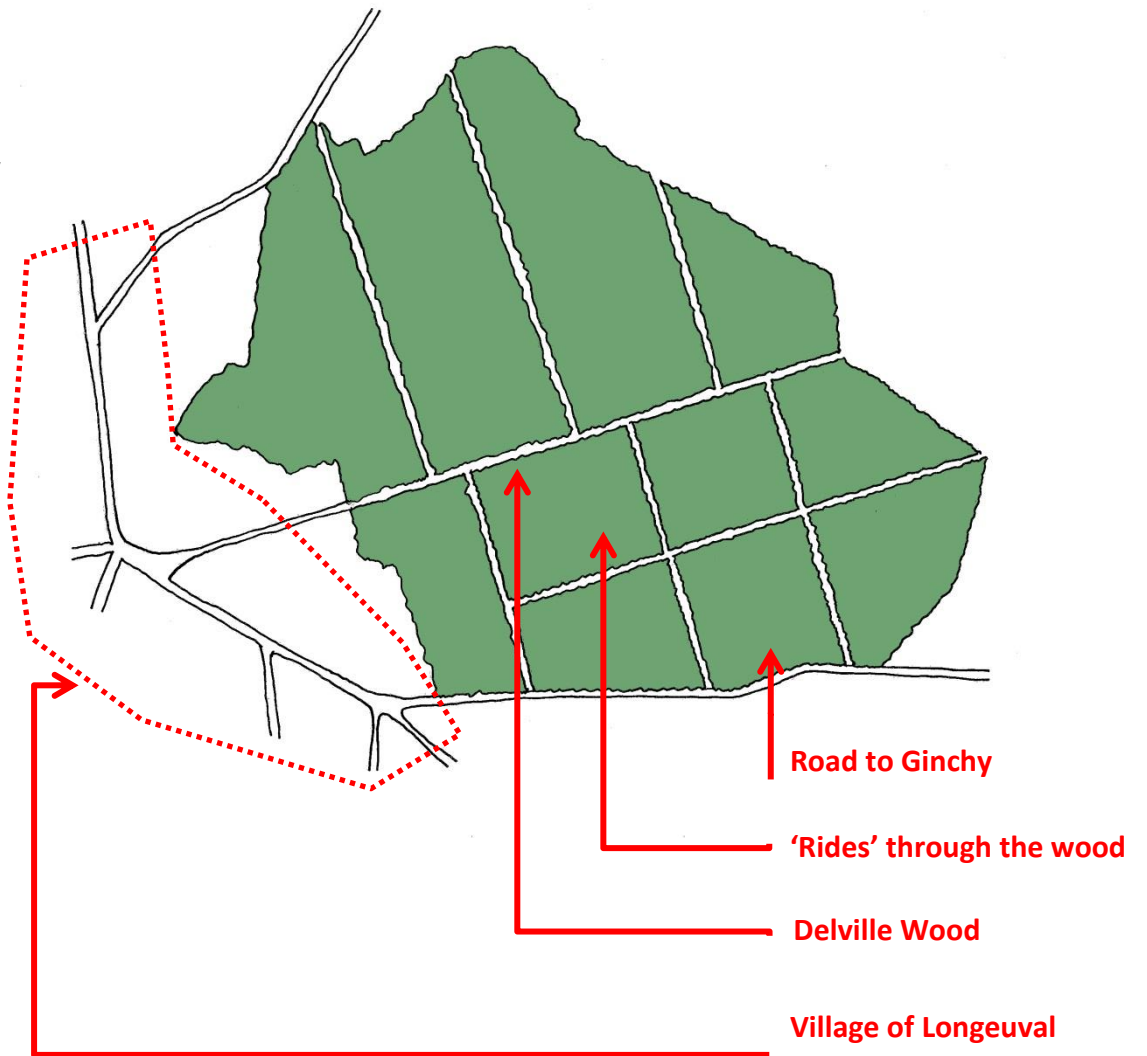 Road to Ginchy
‘Rides’ through the wood
Delville Wood
Village of Longeuval